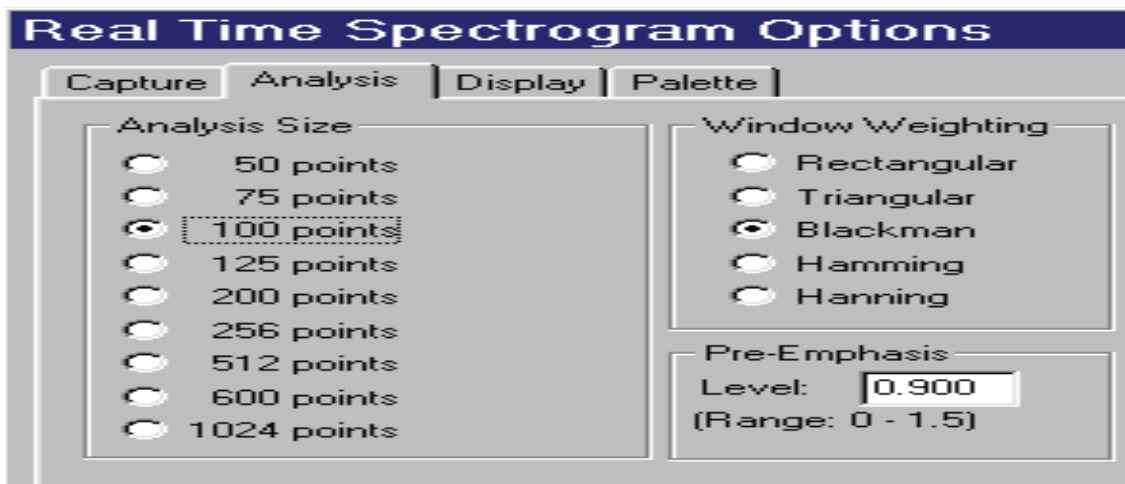 Real Time Spectrogram Options
Capture Analysis Display Palette
Analysis Size
50 points
75 points
100 points
125 points
200 points
256 points
512 points
600 points
1024 points
Window Weighting
Rectangular
Triangular
Blackman
Hamming
Hanning
Pre-Emphasis
Level: 0.900
(Range: 0 - 1.5)